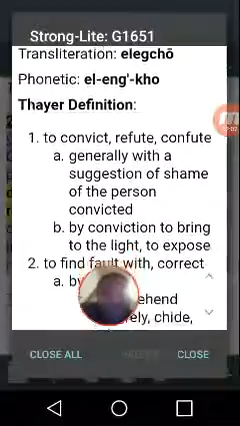 Strong-Lite: G1651
Transliteration: elegchō
Phonetic: el-eng'-kho
Thayer Definition:
1. to convict, refute, confute
a. generally with a
suggestion of shame
of the person
convicted
b. by conviction to bring
to the light, to expose
2. to find fault with, correct
a. by
ehend
rely, chide,
CLOSE ALL
CLOSE